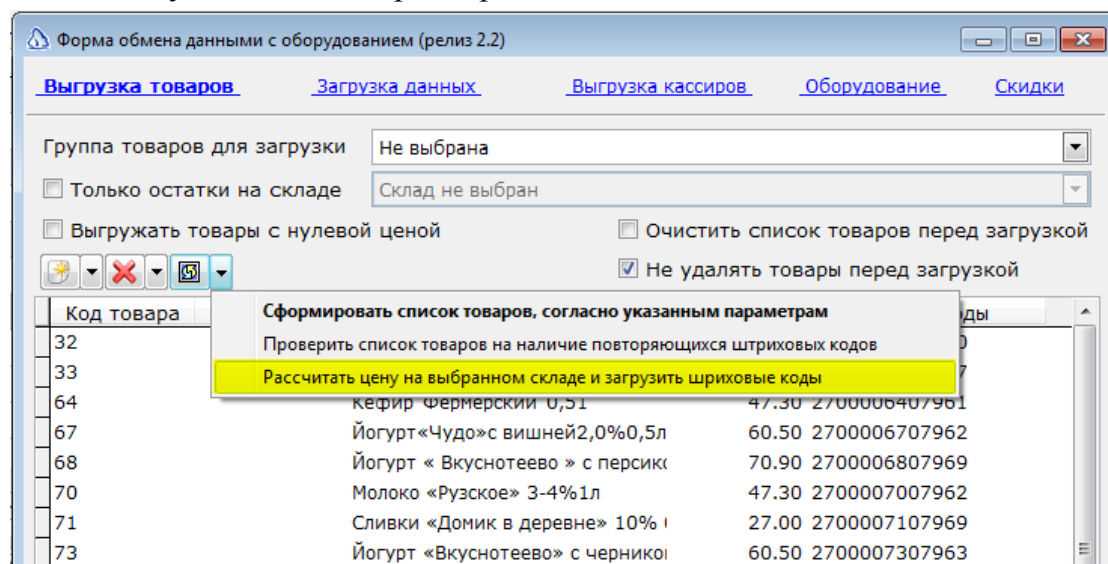 Форма обмена данными с оборудованием (релиз 2.2)
Выгрузка товаров Загрузка данных Выгрузка кассиров Оборудование Скидки
Группа товаров для загрузки Не выбрана
Только остатки на складе Склад не выбран
Выгружать товары с нулевой ценой Очистить список товаров перед загрузкой
Не удалять товары перед загрузкой
Код товара
Сформировать список товаров, согласно указанным параметрам
32
Проверить список товаров на наличие повторяющихся штриховых кодов
33
Рассчитать цену на выбранном складе и загрузить шриховые коды
64 Кефир Фермерский 0,5л 47.30 2700006407961
67 Йогурт«Чудо»с вишней2,0%0,5л 60.50 2700006707962
68 Йогурт « Вкуснотеево » с 70.90 2700006807969
70 Молоко «Рузское» 3-4%1л 47.30 2700007007962
71 Сливки «Домик в деревне» 10% 27.00 2700007107969
73 Йогурт «Вкуснотеево» с 60.50 2700007307963